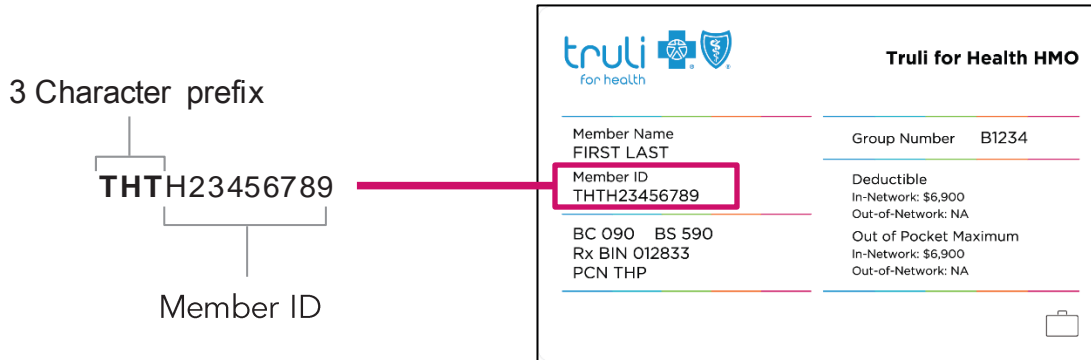 3 Character prefix
THTH23456789
Member ID
truli
for health
Truli for Health HMO
Member Name
FIRST LAST
Member ID
THTH23456789
BC 090 BS 590
Rx BIN 012833
PCN THP
Group Number B1234
Deductible
In-Network: $6,900
Out-of-Network: NA
Out of Pocket Maximum
In-Network: $6,900
Out-of-Network: NA